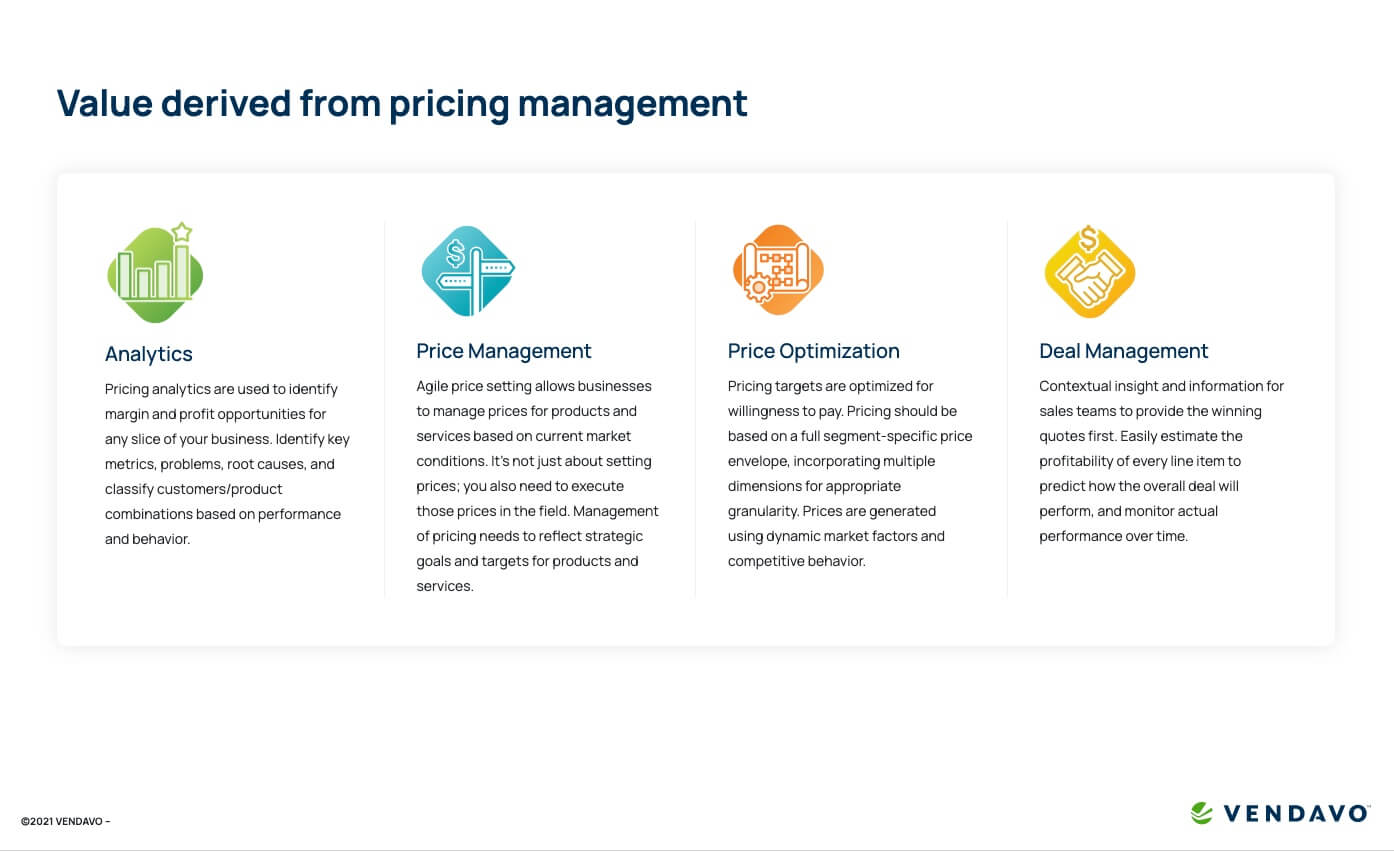 Value derived from pricing management
Analytics
Pricing analytics are used to identify
margin and profit opportunities for
any slice of your business. Identify key
metrics, problems, root causes, and
classify customers/product
combinations based on performance
and behavior.
Price Management
Agile price setting allows businesses
to manage prices for products and
services based on current market
conditions. It's not just about setting
prices; you also need to execute
those prices in the field. Management
of pricing needs to reflect strategic
goals and targets for products and
services.
Price Optimization
Pricing targets are optimized for
willingness to pay. Pricing should be
based on a full segment-specific price
envelope, incorporating multiple
dimensions for appropriate
granularity. Prices are generated
using dynamic market factors and
competitive behavior.
Deal Management
Contextual insight and information for
sales teams to provide the winning
quotes first. Easily estimate the
profitability of every line item to
predict how the overall deal will
perform, and monitor actual
performance over time.
©2021 VENDAVO –
VENDAVO™